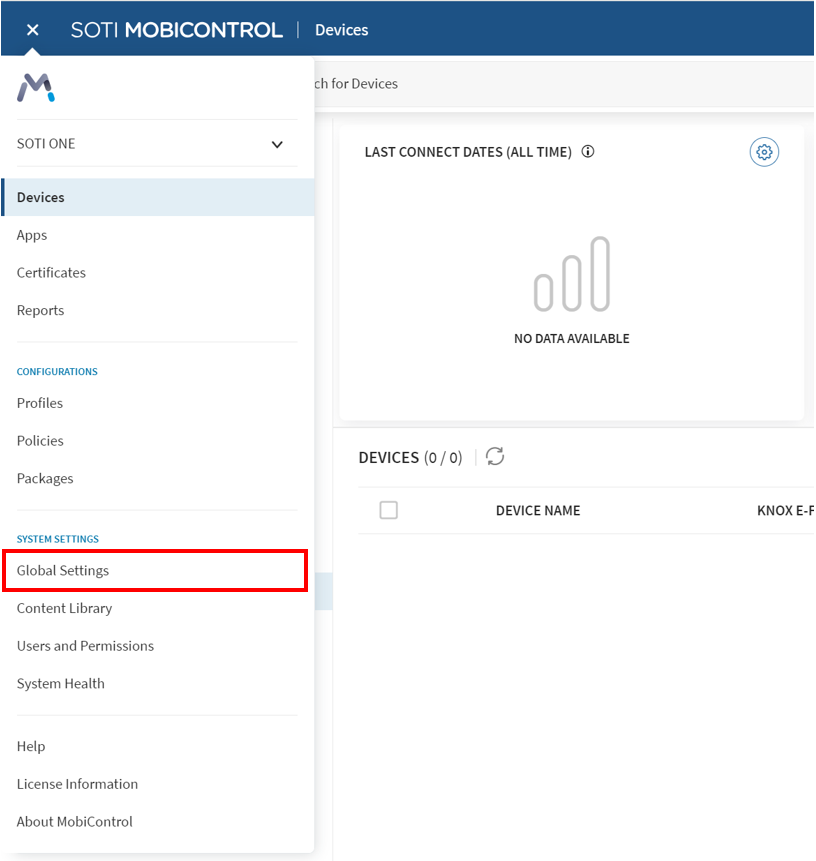 SOTI MOBICONTROL
Devices
ch for Devices
SOTI ONE
Devices
Apps
Certificates
Reports
CONFIGURATIONS
Profiles
Policies
Packages
SYSTEM SETTINGS
Global Settings
Content Library
Users and Permissions
System Health
Help
License Information
About MobiControl
LAST CONNECT DATES (ALL TIME)
NO DATA AVAILABLE
DEVICES (0 / 0)
DEVICE NAME
KNOX E-F